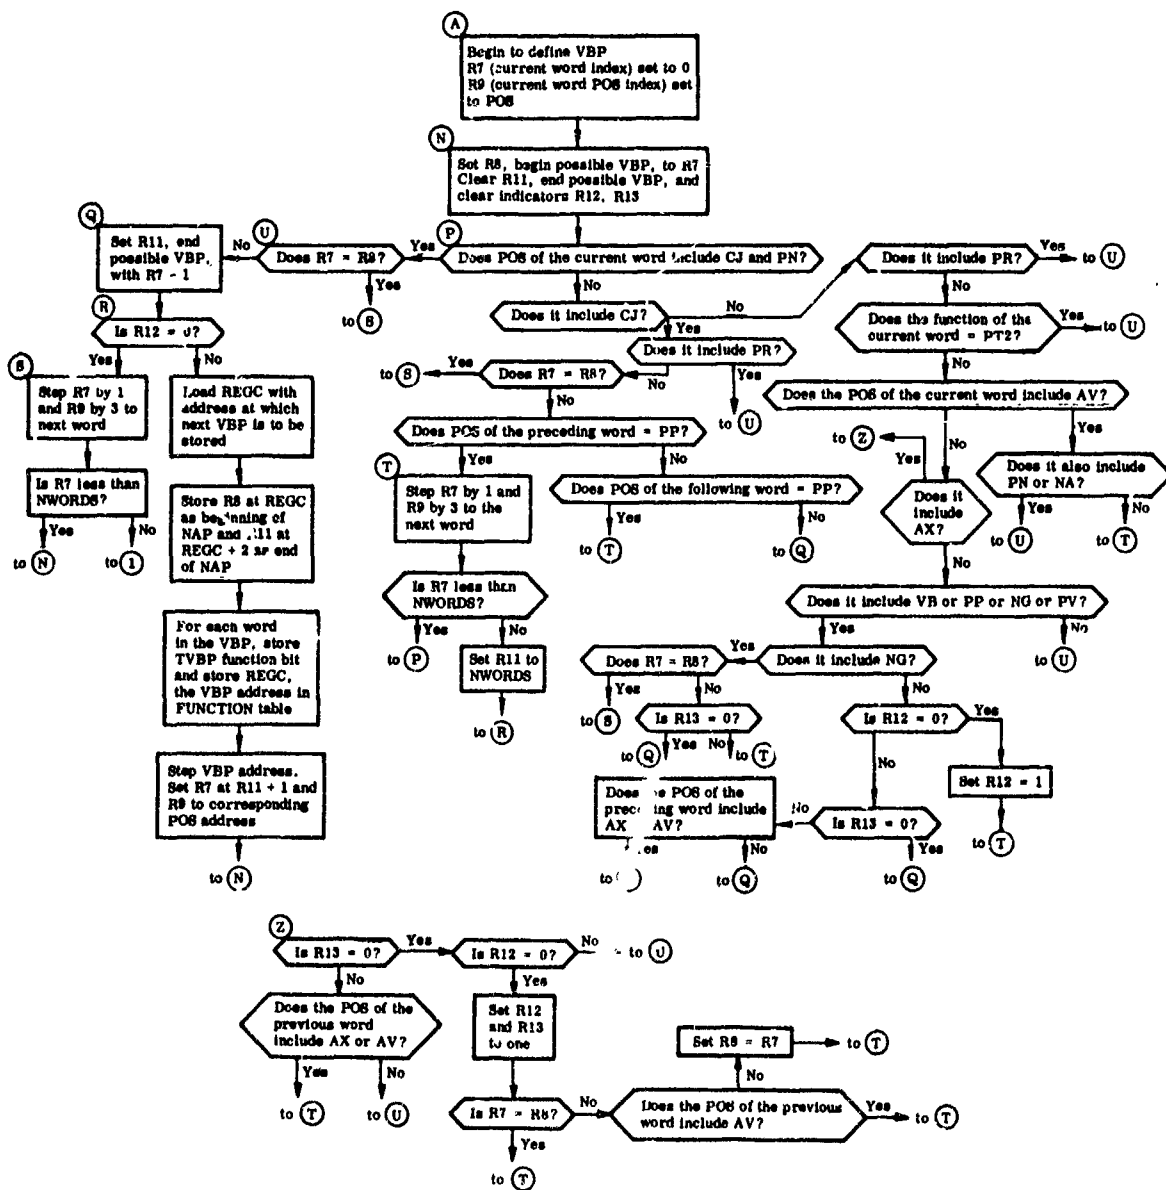 A
Begin to define VBP
R7 (current word index) set to 0
R9 (current word POS index) set
to POS
N
Set R8, begin possible VBP, to R7
Clear R11, end possible VBP, and
clear indicators R12, R13
Q
Set R11, end
possible VBP,
with R7 - 1
No
U
Does R7 = R8?
Yes
to S
Yes
P
Does POS of the current word include CJ and PN?
No
Does it include CJ?
No
Yes
Does it include PR?
No
Yes
to U
Does it include PR?
Yes
to U
No
Does the function of the
current word = PT2?
Yes
to U
No
Does the POS of the current word include AV?
No
Yes
to Z
Yes
Does it
include
AX?
Does it also include
PN or NA?
Yes
No
to U
to T
No
R
Is R12 = 0?
Yes
No
S
Step R7 by 1
and R9 by 3 to
next word
Is R7 less than
NWORDS?
Yes
No
to N
to 1
Load REGC with
address at which
next VBP is to be
stored
Store R8 at REGC
as beginning of
NAP and R11 at
REGC + 2 as end
of NAP
For each word
in the VBP, store
TVBP function bit
and store REGC,
the VBP address in
FUNCTION table
Step VBP address.
Set R7 at R11 + 1 and
R9 to corresponding
POS address
to N
to S
Yes
Does R7 = R8?
No
Does POS of the preceding word = PP?
Yes
No
T
Step R7 by 1 and
R9 by 3 to the
next word
Does POS of the following word = PP?
Yes
No
to T
to Q
Is R7 less than
NWORDS?
Yes
No
to P
Set R11 to
NWORDS
to R
Does it include VB or PP or NG or PV?
Yes
No
to U
Does R7 = R8?
Yes
Does it include NG?
Yes
No
No
to S
Is R13 = 0?
Yes
No
to Q
to T
Is R12 = 0?
Yes
No
Set R12 = 1
to T
Does the POS of the
preceding word include
AX AV?
No
Is R13 = 0?
Yes
No
Yes
to
to Q
to Q
Z
Is R13 = 0?
Yes
Is R12 = 0?
No
to U
No
Yes
Does the POS of the
previous word
include AX or AV?
Yes
No
to T
to U
Set R12
and R13
to one
Set R8 = R7
to T
No
Is R7 = R8?
No
Does the POS of the previous
word include AV?
Yes
to T
Yes
to T